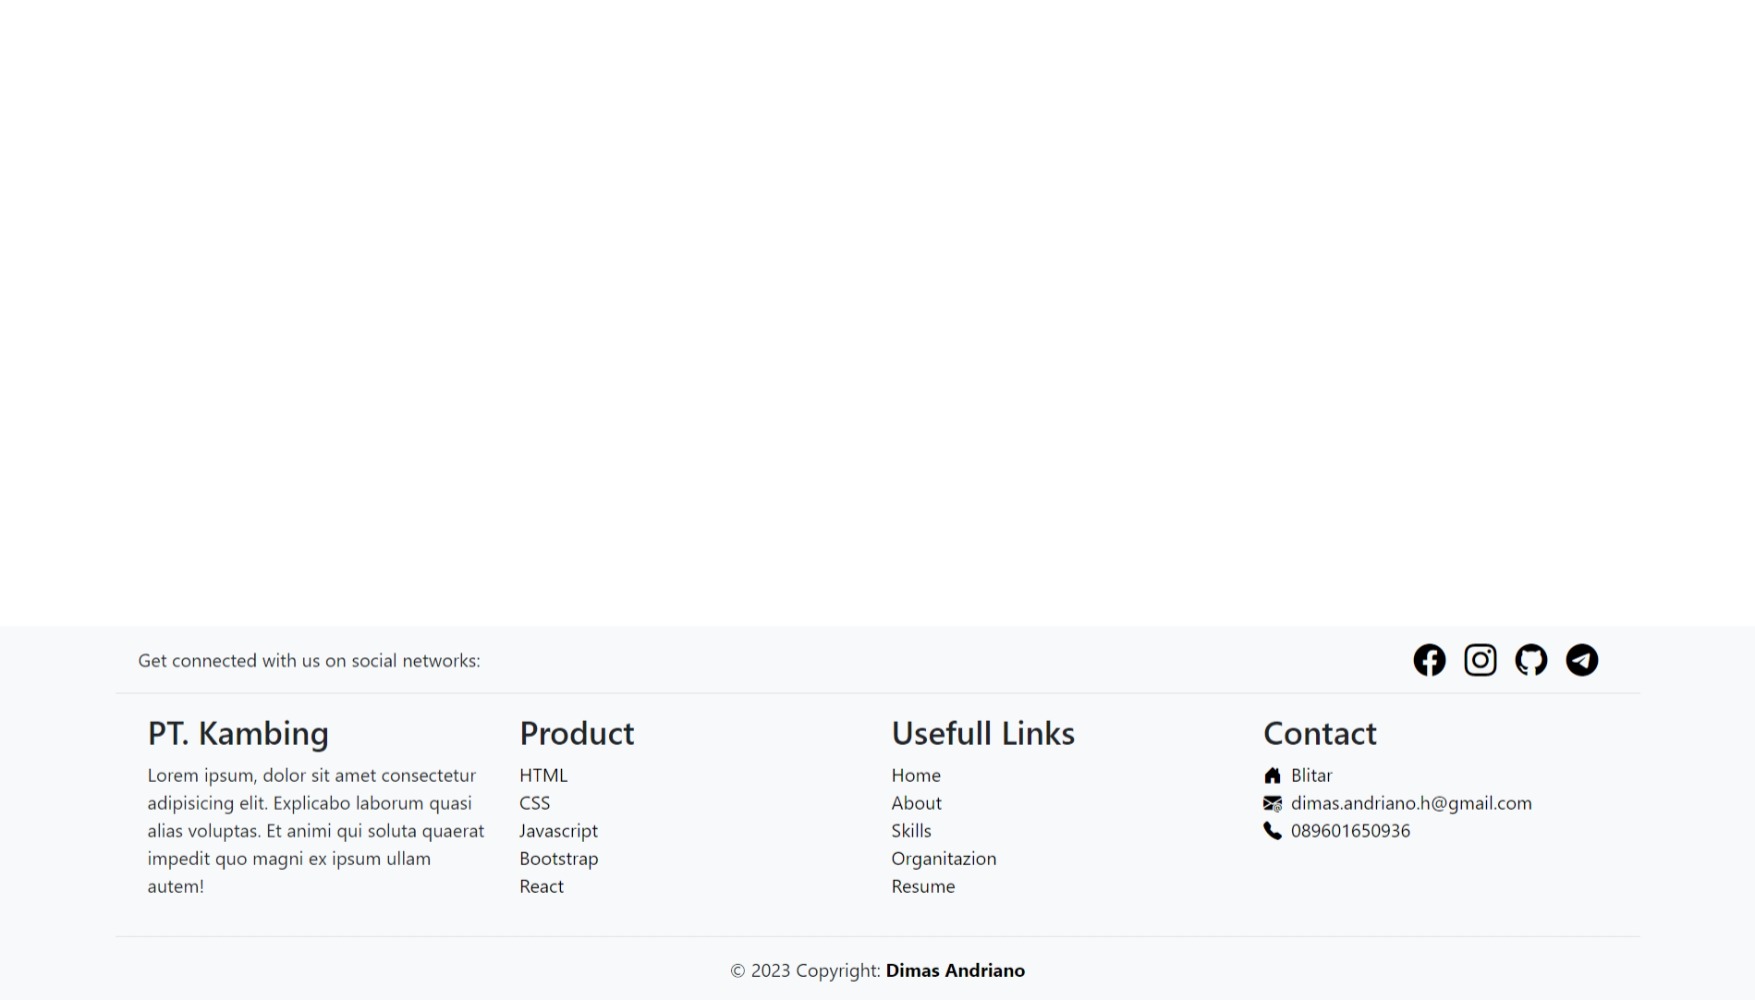 Get connected with us on social networks:
PT. Kambing
Lorem ipsum, dolor sit amet consectetur
adipisicing elit. Explicabo laborum quasi
alias voluptas. Et animi qui soluta quaerat
impedit quo magni ex ipsum ullam
autem!
Product
HTML
CSS
Javascript
Bootstrap
React
Usefull Links
Home
About
Skills
Organitazion
Resume
Contact
Blitar
dimas.andriano.h@gmail.com
089601650936
© 2023 Copyright: Dimas Andriano